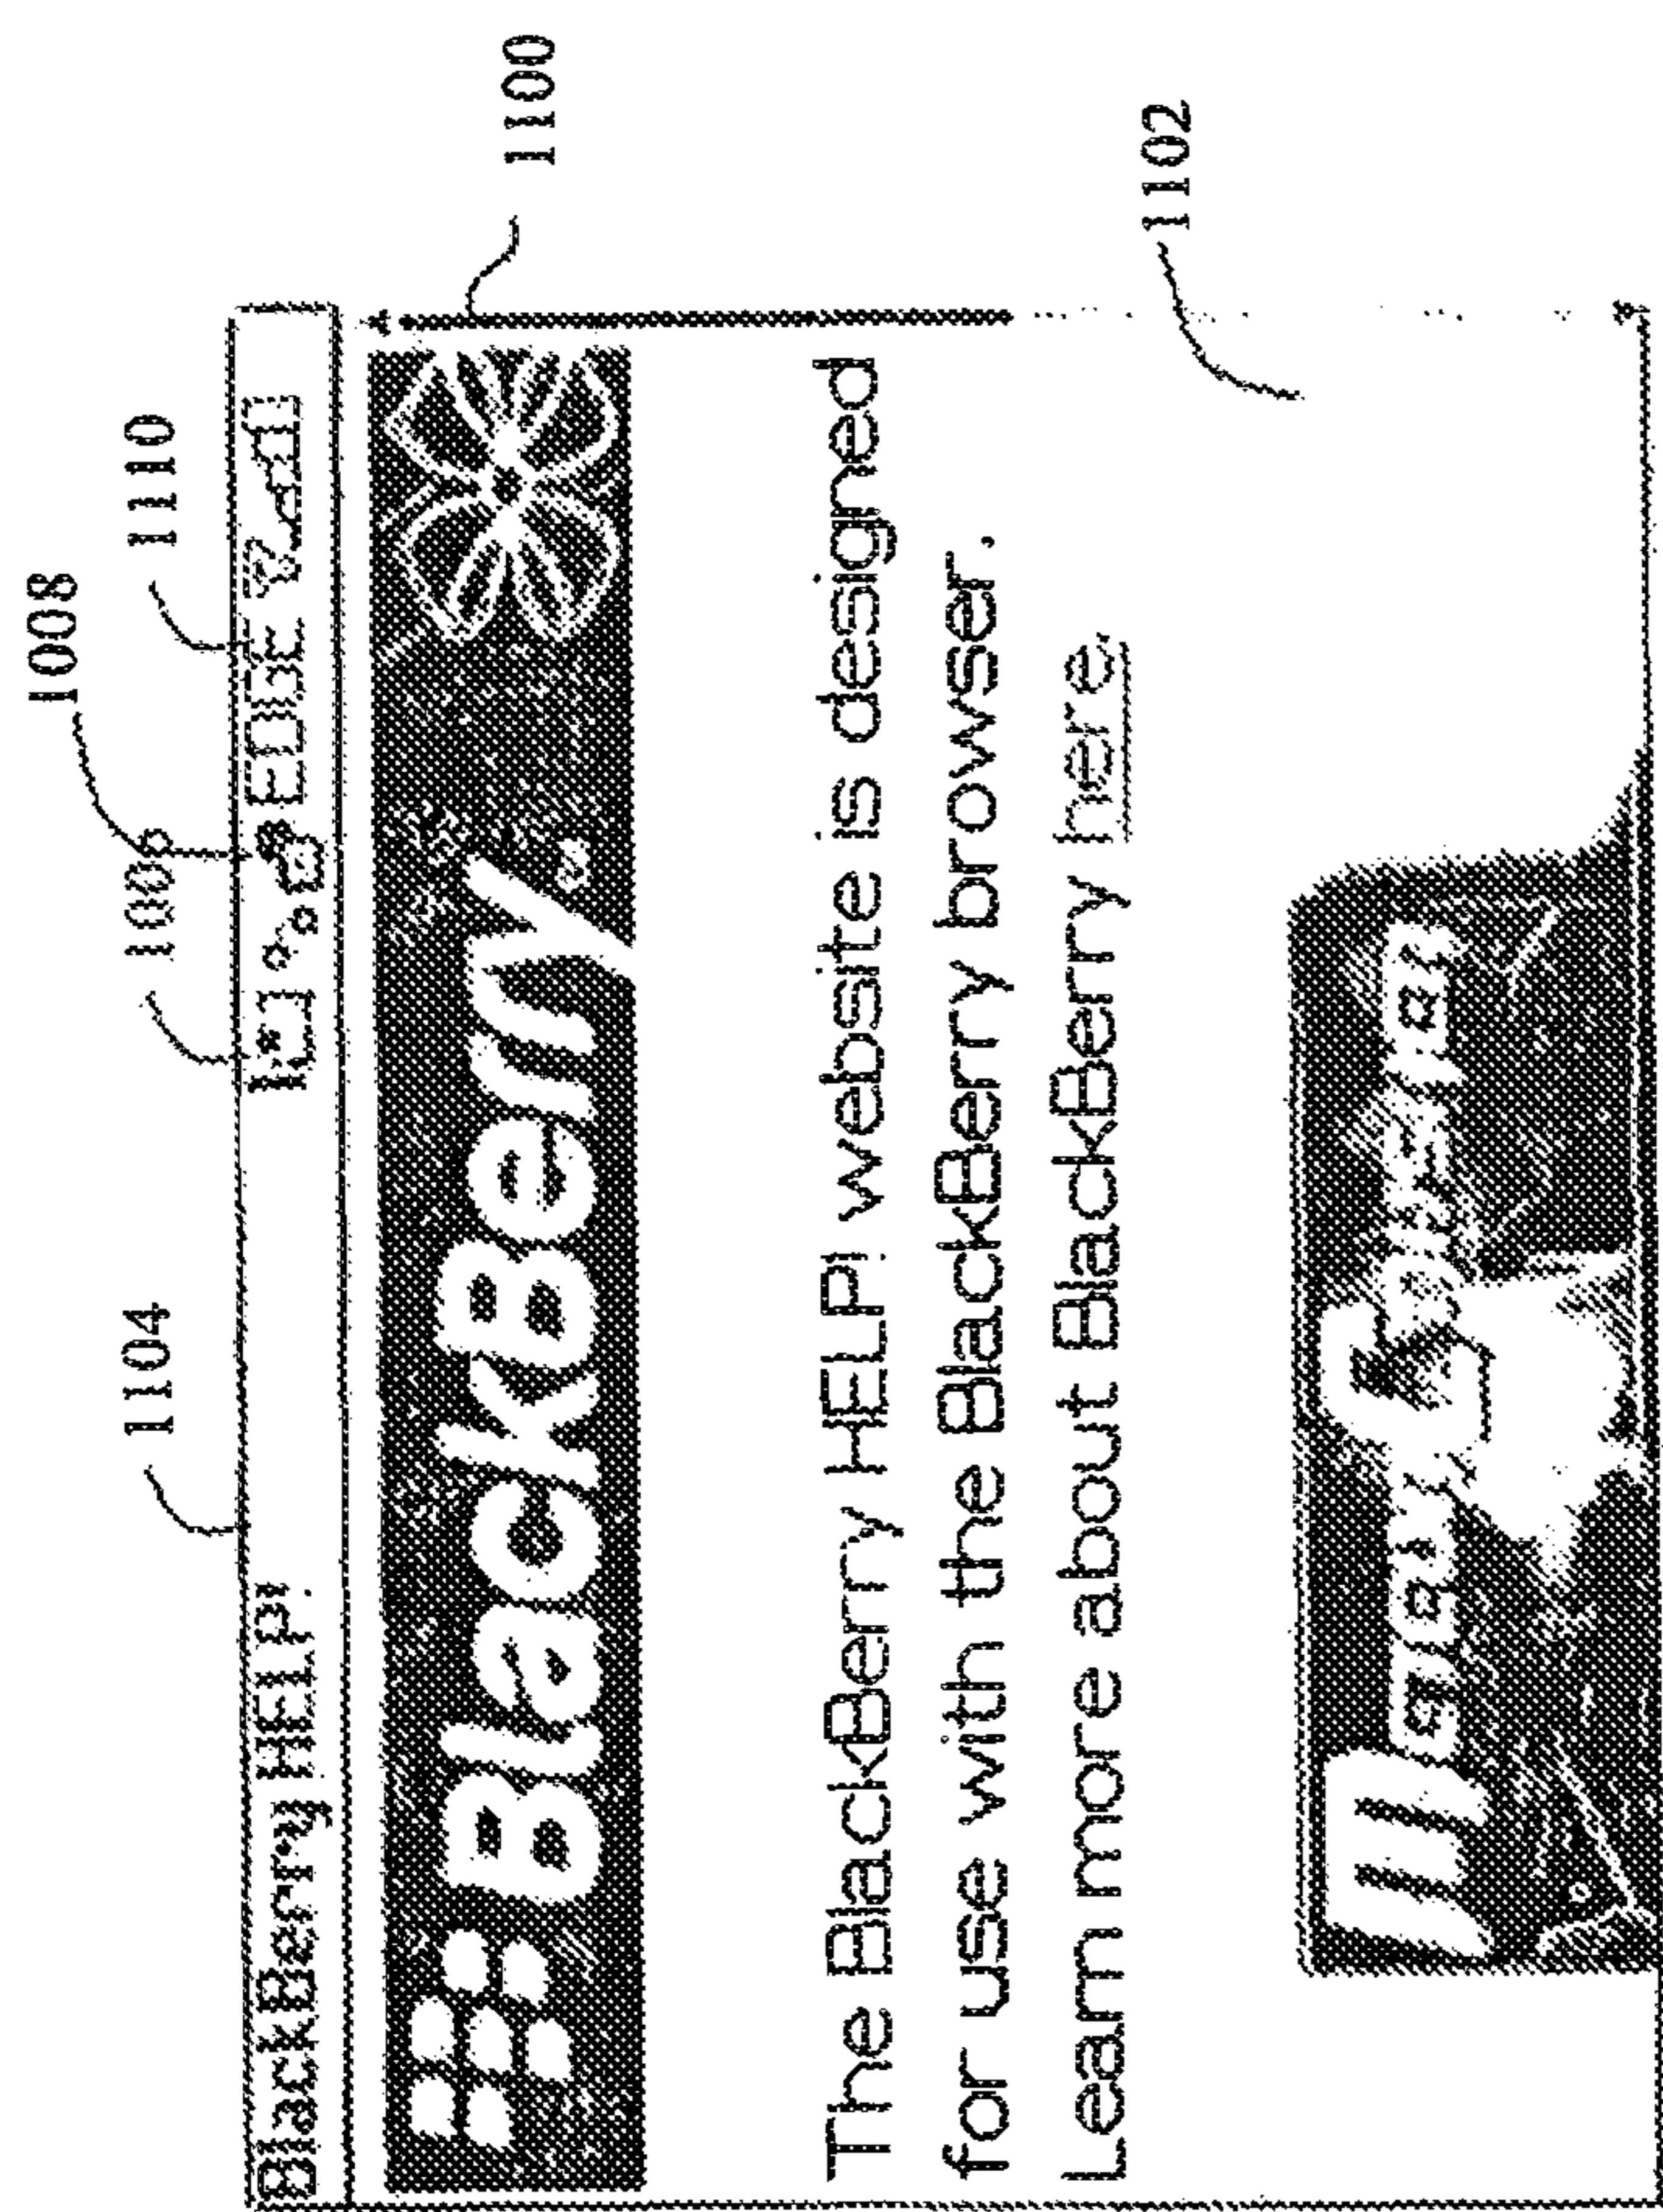 1008
1104 1006 1110
BlackBerry HELP! EDGE
BlackBerry. 1100
The BlackBerry HELP! website is designed
for use with the BlackBerry browser.
Learn more about BlackBerry here.
1102